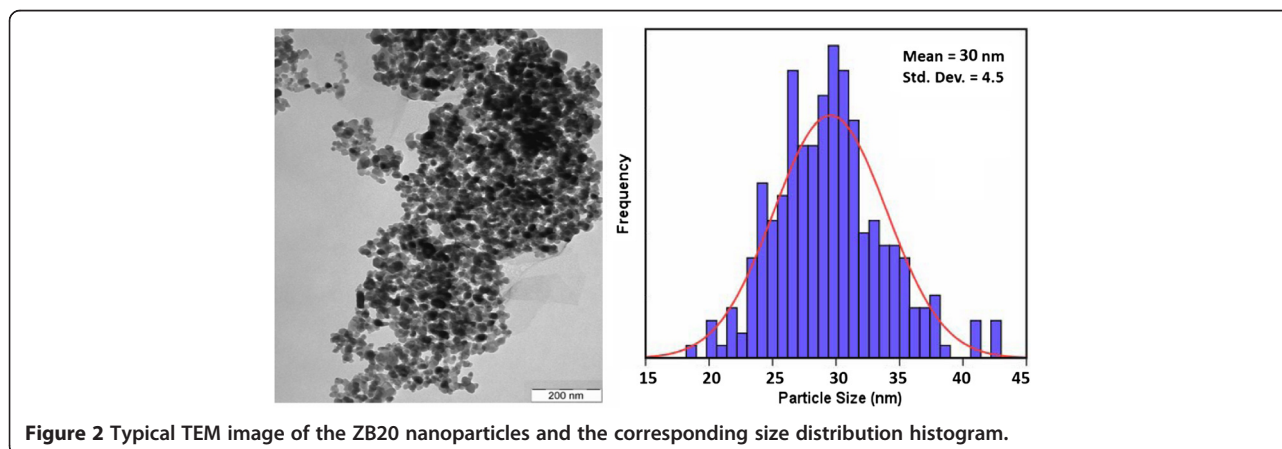 200 nm
Mean = 30 nm
Std. Dev. = 4.5
Frequency
15 20 25 30 35 40 45
Particle Size (nm)
Figure 2 Typical TEM image of the ZB20 nanoparticles and the corresponding size distribution histogram.